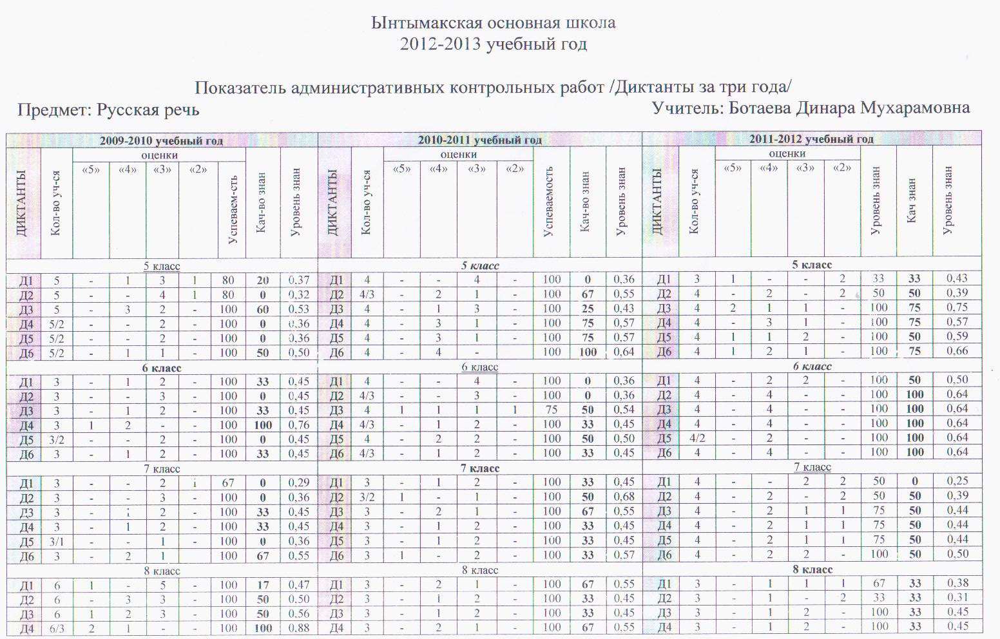 Ынтымакская основная школа
2012-2013 учебный год
Показатель административных контрольных работ /Диктанты за три года/
Предмет: Русская речь Учитель: Ботаева Динара Мухарамовна
2009-2010 учебный год 2010-2011 учебный год 2011-2012 учебный год
оценки оценки оценки
ДИКТАНТЫ Кол-во уч-ся «5» «4» «3» «2» Успеваем-сть Кач-во знан Уровень знан ДИКТАНТЫ Кол-во уч-ся «5» «4» «3» «2» Успеваемость Кач-во знан Уровень знан ДИКТАНТЫ Кол-во уч-ся «5» «4» «3» «2» Уровень знан Кач знан Уровень знан
5 класс 5 класс 5 класс
Д1 5 - 1 3 1 80 20 0,37 Д1 4 - - 4 - 100 0 0,36 Д1 3 1 - - 2 33 33 0,43
Д2 5 - - 4 1 80 0 0,32 Д2 4/3 - 2 1 - 100 67 0,55 Д2 4 - 2 - 2 50 50 0,39
Д3 5 - 3 2 - 100 60 0,53 Д3 4 - 1 3 - 100 25 0,43 Д3 4 2 1 1 - 100 75 0,75
Д4 5/2 - - 2 - 100 0 0,36 Д4 4 - 3 1 - 100 75 0,57 Д4 4 - 3 1 - 100 75 0,57
Д5 5/2 - - 2 - 100 0 0,36 Д5 4 - 3 1 - 100 75 0,57 Д5 4 1 1 2 - 100 50 0,59
Д6 5/2 - 1 1 - 100 50 0,50 Д6 4 - 4 - 100 100 0,64 Д6 4 1 2 1 - 100 75 0,66
6 класс 6 класс 6 класс
Д1 3 - 1 2 - 100 33 0,45 Д1 4 - - 4 - 100 0 0,36 Д1 4 - 2 2 - 100 50 0,50
Д2 3 - - 3 - 100 0 0,45 Д2 4/3 - - 3 - 100 0 0,36 Д2 4 - 4 - - 100 100 0,64
Д3 3 - 1 2 - 100 33 0,45 Д3 4 1 1 1 1 75 50 0,54 Д3 4 - 4 - - 100 100 0,64
Д4 3 1 2 - - 100 100 0,76 Д4 4/3 - 1 2 - 100 33 0,45 Д4 4 - 4 - - 100 100 0,64
Д5 3/2 - - 2 - 100 0 0,45 Д5 4 - 2 2 - 100 50 0,50 Д5 4/2 - 2 - - 100 100 0,64
Д6 3 - 1 2 - 100 33 0,45 Д6 4/3 - 1 2 - 100 33 0,45 Д6 4 - 4 - - 100 100 0,64
7 класс 7 класс 7 класс
Д1 3 - - 2 1 67 0 0,29 Д1 3 - 1 2 - 100 33 0,45 Д1 4 - - 2 2 50 0 0,25
Д2 3 - - 3 - 100 0 0,36 Д2 3/2 1 - 1 - 100 50 0,68 Д2 4 - 2 - 2 50 50 0,39
Д3 3 - 1 2 - 100 33 0,45 Д3 3 - 2 1 - 100 67 0,55 Д3 4 - 2 1 1 75 50 0,44
Д4 3 - 1 2 - 100 33 0,45 Д4 3 - 1 2 - 100 33 0,45 Д4 4 - 2 1 1 75 50 0,44
Д5 3/1 - - 1 - 100 0 0,36 Д5 3 - 1 2 - 100 33 0,45 Д5 4 - 2 1 1 75 50 0,44
Д6 3 - 2 1 100 67 0,55 Д6 3 1 - 2 - 100 33 0,57 Д6 4 - 2 2 - 100 50 0,50
8 класс 8 класс 8 класс
Д1 6 1 - 5 - 100 17 0,47 Д1 3 - 2 1 - 100 67 0,55 Д1 3 - 1 1 1 67 33 0,38
Д2 6 - 3 3 - 100 50 0,50 Д2 3 - 1 2 - 100 33 0,45 Д2 3 - 1 - 2 33 33 0,31
Д3 6 1 2 3 - 100 50 0,56 Д3 3 - 1 2 - 100 33 0,45 Д3 3 - 1 2 - 100 33 0,45
Д4 6/3 2 1 - - 100 100 0,88 Д4 3 - 2 1 - 100 67 0,55 Д4 3 - 1 2 - 100 33 0,45